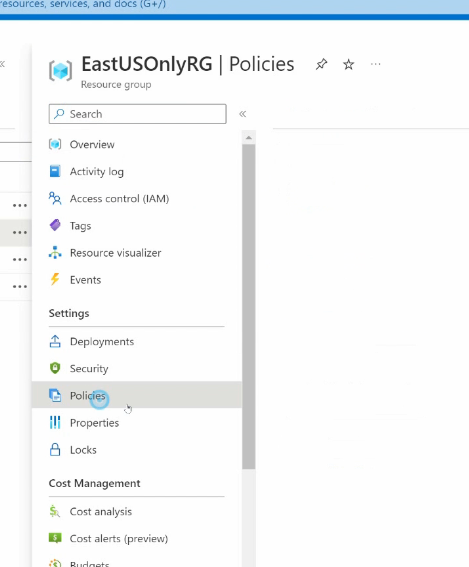 resources, services, and docs (G+/)
EastUSOnlyRG | Policies
Resource group
Search
Overview
Activity log
Access control (IAM)
Tags
Resource visualizer
Events
Settings
Deployments
Security
Policies
Properties
Locks
Cost Management
Cost analysis
Cost alerts (preview)
Budgets